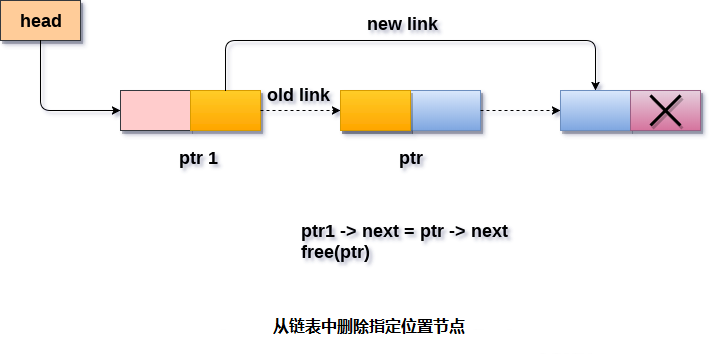 head
new link
old link
ptr 1
ptr
ptr1 -> next = ptr -> next
free(ptr)
从链表中删除指定位置节点